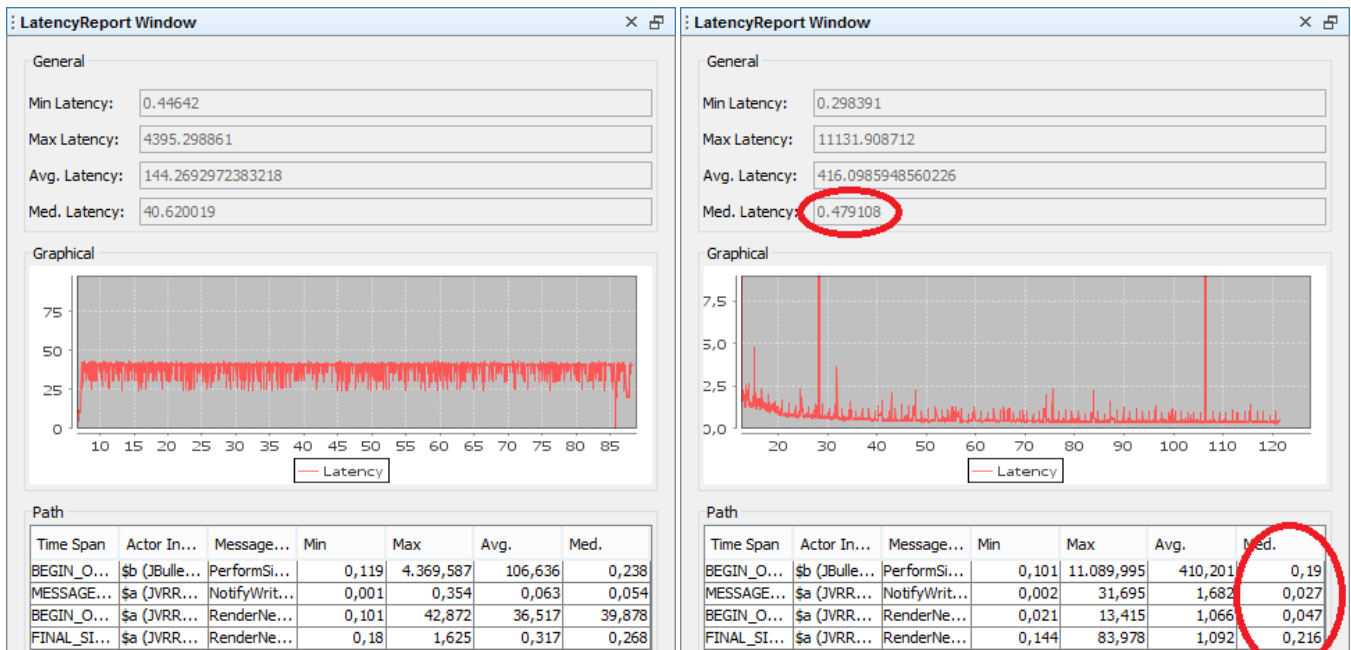 LatencyReport Window
General
Min Latency: 0.44642
Max Latency: 4395.298861
Avg. Latency: 144.2692972383218
Med. Latency: 40.620019
Graphical
75
50
25
0
10 15 20 25 30 35 40 45 50 55 60 65 70 75 80 85
Latency
Path
Time Span Actor In... Message... Min Max Avg. Med.
BEGIN_O... $b (JBulle... PerformSi... 0,119 4.369,587 106,636 0,238
MESSAGE... $a (JVRR... NotifyWrit... 0,001 0,354 0,063 0,054
BEGIN_O... $a (JVRR... RenderNe... 0,101 42,872 36,517 39,878
FINAL_SI... $a (JVRR... RenderNe... 0,18 1,625 0,317 0,268
LatencyReport Window
General
Min Latency: 0.298391
Max Latency: 11131.908712
Avg. Latency: 416.0985948560226
Med. Latency: 0.479108
Graphical
7,5
5,0
2,5
0,0
20 30 40 50 60 70 80 90 100 110 120
Latency
Path
Time Span Actor In... Message... Min Max Avg. Med.
BEGIN_O... $b (JBulle... PerformSi... 0,101 11.089,995 410,201 0,19
MESSAGE... $a (JVRR... NotifyWrit... 0,002 31,695 1,682 0,027
BEGIN_O... $a (JVRR... RenderNe... 0,021 13,415 1,066 0,047
FINAL_SI... $a (JVRR... RenderNe... 0,144 83,978 1,092 0,216